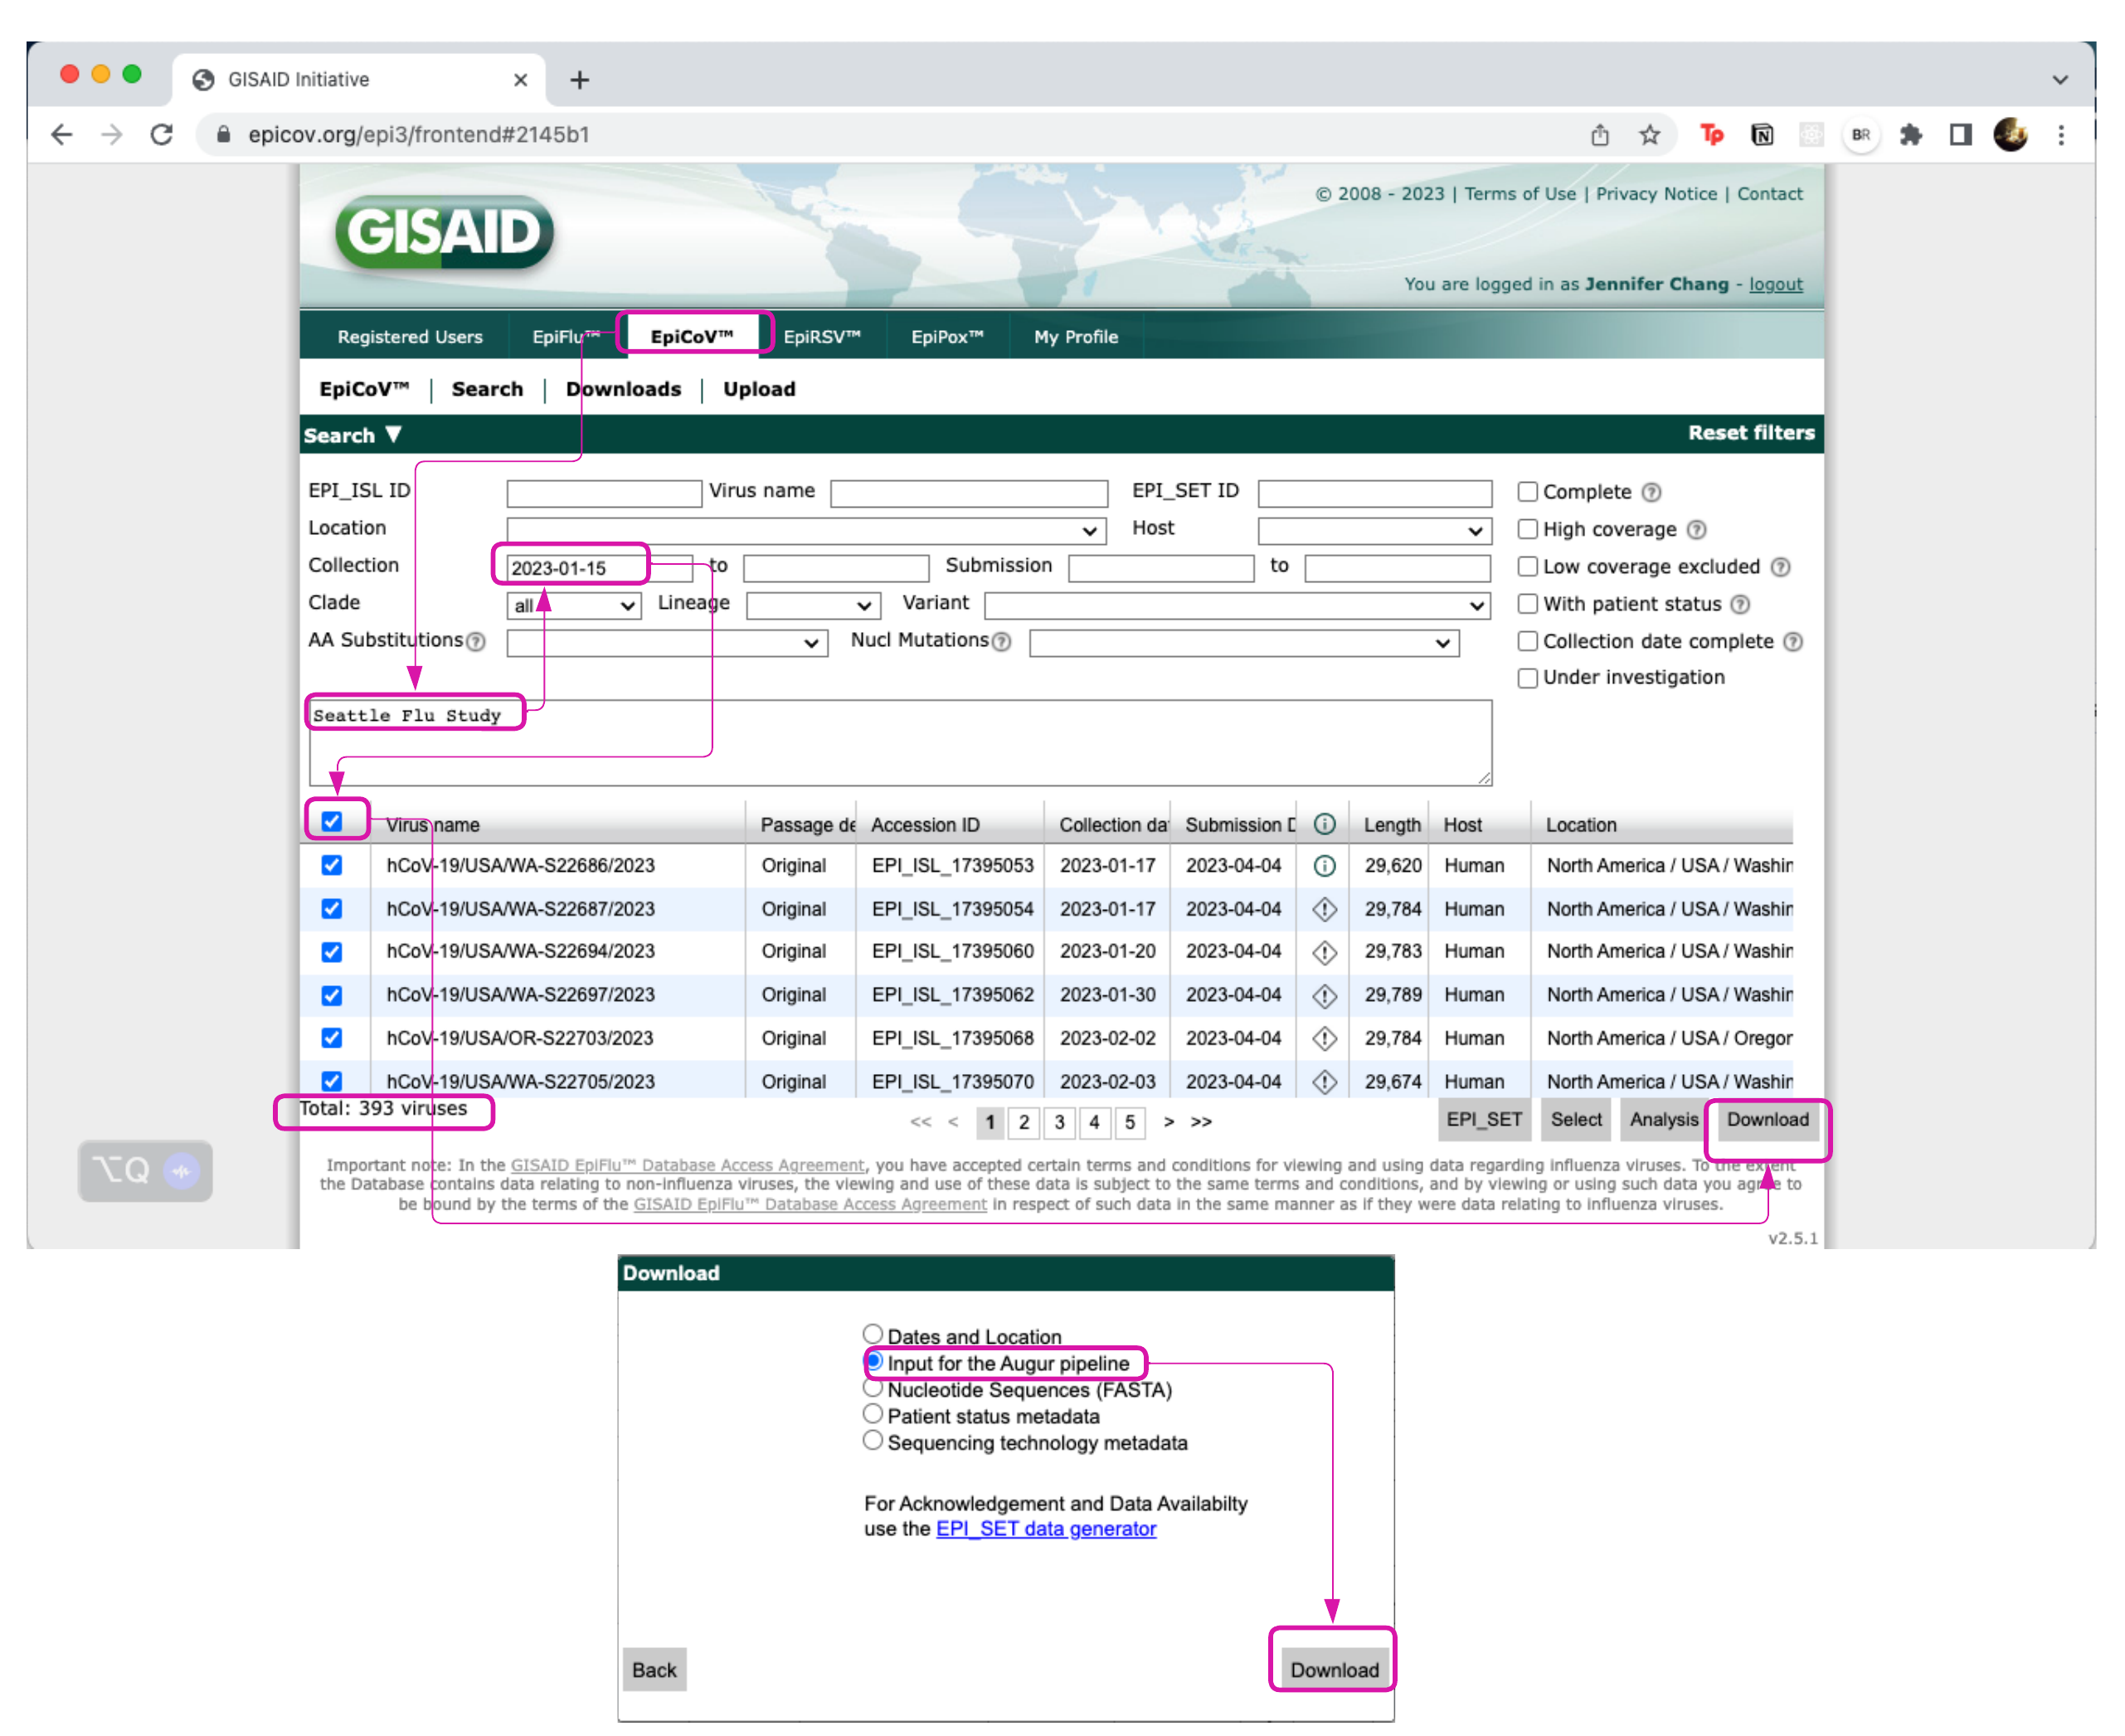 GISAID Initiative
epicov.org/epi3/frontend#2145b1
BR
GISAID
© 2008 - 2023 | Terms of Use | Privacy Notice | Contact
You are logged in as Jennifer Chang - logout
Registered Users EpiFlu™ EpiCoV™ EpiRSV™ EpiPox™ My Profile
EpiCoV™ | Search | Downloads | Upload
Search ▼ Reset filters
EPI_ISL ID Virus name EPI_SET ID Complete
Location Host High coverage
Collection 2023-01-15 to Submission to Low coverage excluded
Clade all Lineage Variant With patient status
AA Substitutions Nucl Mutations Collection date complete
Under investigation
Seattle Flu Study
Virus name Passage de Accession ID Collection da Submission D Length Host Location
hCoV-19/USA/WA-S22686/2023 Original EPI_ISL_17395053 2023-01-17 2023-04-04 29,620 Human North America / USA / Washin
hCoV-19/USA/WA-S22687/2023 Original EPI_ISL_17395054 2023-01-17 2023-04-04 29,784 Human North America / USA / Washin
hCoV-19/USA/WA-S22694/2023 Original EPI_ISL_17395060 2023-01-20 2023-04-04 29,783 Human North America / USA / Washin
hCoV-19/USA/WA-S22697/2023 Original EPI_ISL_17395062 2023-01-30 2023-04-04 29,789 Human North America / USA / Washin
hCoV-19/USA/OR-S22703/2023 Original EPI_ISL_17395068 2023-02-02 2023-04-04 29,784 Human North America / USA / Oregon
hCoV-19/USA/WA-S22705/2023 Original EPI_ISL_17395070 2023-02-03 2023-04-04 29,674 Human North America / USA / Washin
Total: 393 viruses << < 1 2 3 4 5 > >> EPI_SET Select Analysis Download
⌥Q
Important note: In the GISAID EpiFlu™ Database Access Agreement, you have accepted certain terms and conditions for viewing and using data regarding influenza viruses. To the extent
the Database contains data relating to non-influenza viruses, the viewing and use of these data is subject to the same terms and conditions, and by viewing or using such data you agree to
be bound by the terms of the GISAID EpiFlu™ Database Access Agreement in respect of such data in the same manner as if they were data relating to influenza viruses.
v2.5.1
Download
Dates and Location
Input for the Augur pipeline
Nucleotide Sequences (FASTA)
Patient status metadata
Sequencing technology metadata
For Acknowledgement and Data Availabilty
use the EPI_SET data generator
Back Download